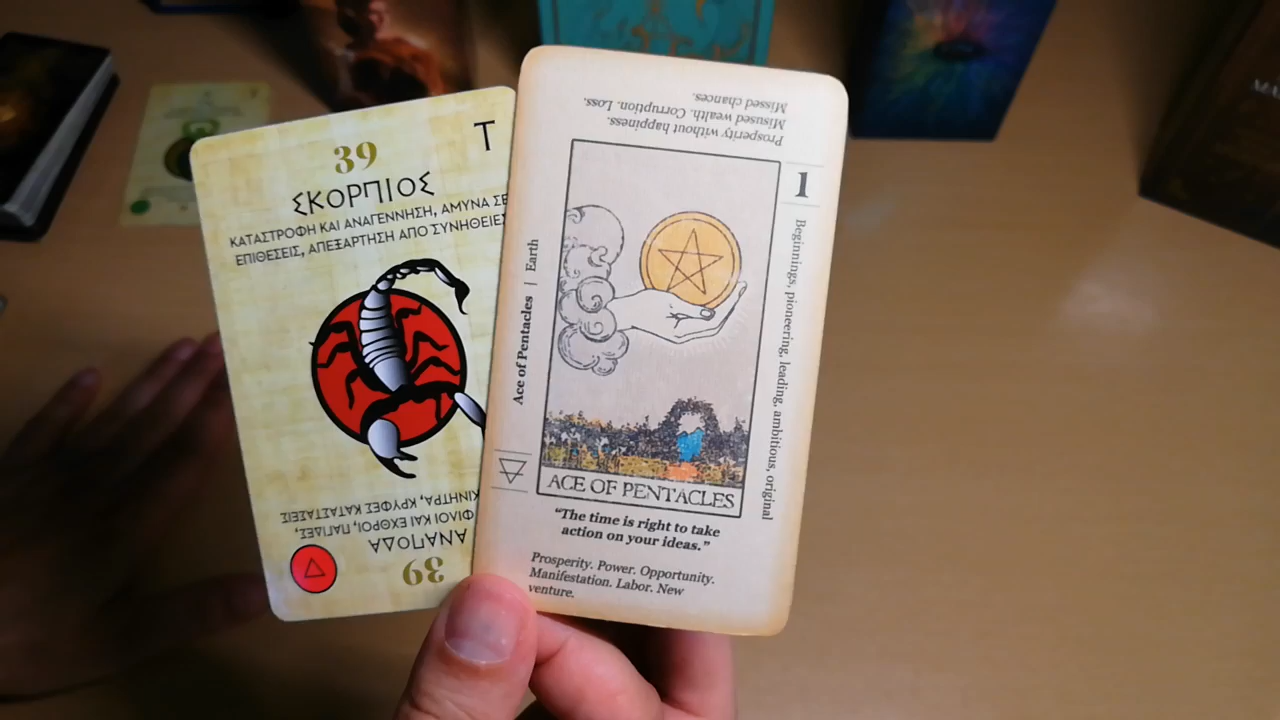 39
T
ΣΚΟΡΠΙΟΣ
ΚΑΤΑΣΤΡΟΦΗ ΚΑΙ ΑΝΑΓΕΝΝΗΣΗ, ΑΜΥΝΑ ΣΕ
ΕΠΙΘΕΣΕΙΣ, ΑΠΕΞΑΡΤΗΣΗ ΑΠΟ ΣΥΝΗΘΕΙΕΣ
39
ΑΝΑΠΟΔΑ
ΦΙΛΟΙ ΚΑΙ ΕΧΘΡΟΙ, ΠΑΓΙΔΕΣ,
ΚΙΝΗΤΡΑ, ΚΡΥΦΕΣ ΚΑΤΑΣΤΑΣΕΙΣ
Prosperity without happiness.
Misused wealth. Corruption. Loss.
Missed chances.
1
Beginnings, pioneering, leading, ambitious, original
Ace of Pentacles | Earth
ACE OF PENTACLES
“The time is right to take
action on your ideas.”
Prosperity. Power. Opportunity.
Manifestation. Labor. New
venture.